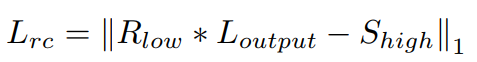 L_{rc} = \| R_{low} * L_{output} - S_{high} \|_1